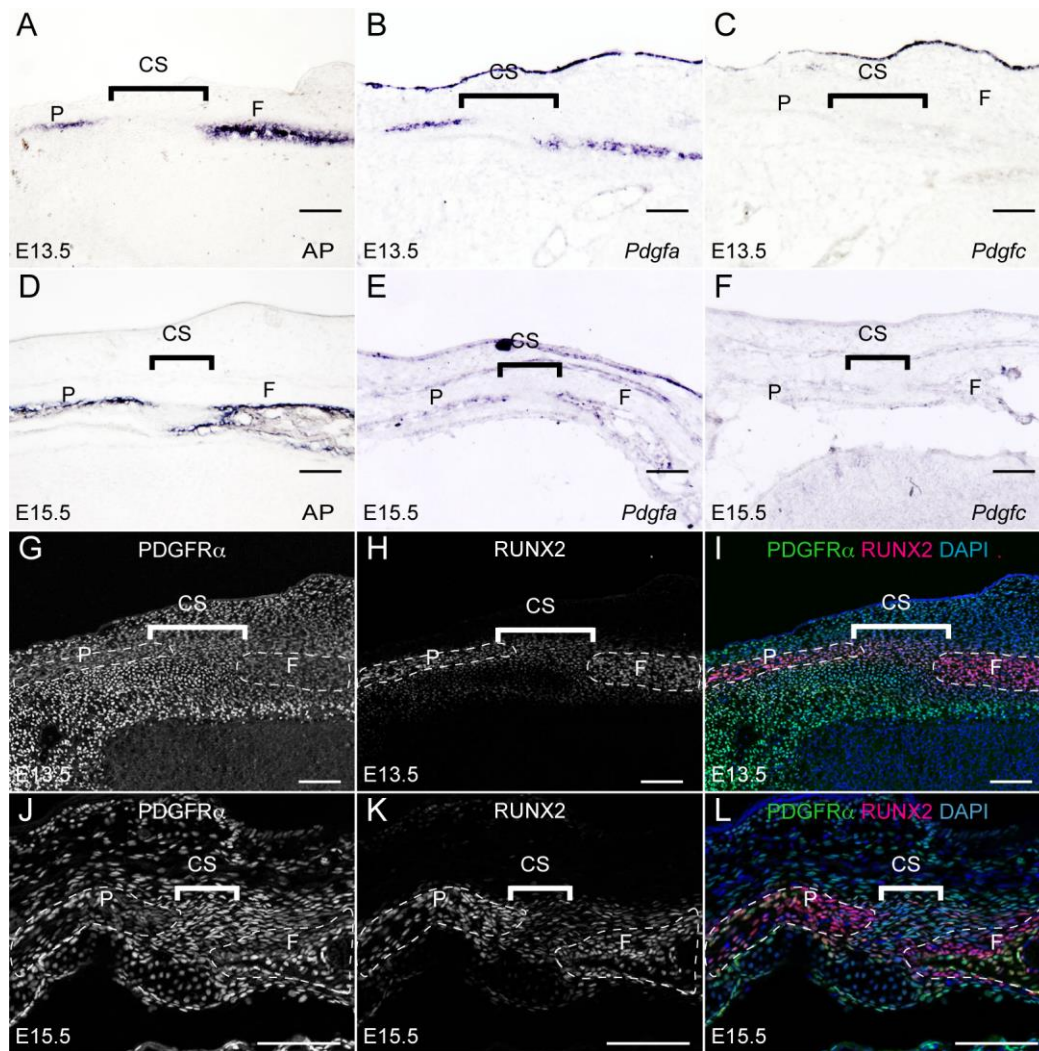 A
CS
P
F
E13.5
AP
B
CS
P
F
E13.5
Pdgfa
C
CS
P
F
E13.5
Pdgfc
D
CS
P
F
E15.5
AP
E
CS
P
F
E15.5
Pdgfa
F
CS
P
F
E15.5
Pdgfc
G
PDGFRα
CS
P
F
E13.5
H
RUNX2
CS
P
F
E13.5
I
PDGFRα RUNX2 DAPI
CS
P
F
E13.5
J
PDGFRα
CS
P
F
E15.5
K
RUNX2
CS
P
F
E15.5
L
PDGFRα RUNX2 DAPI
CS
P
F
E15.5